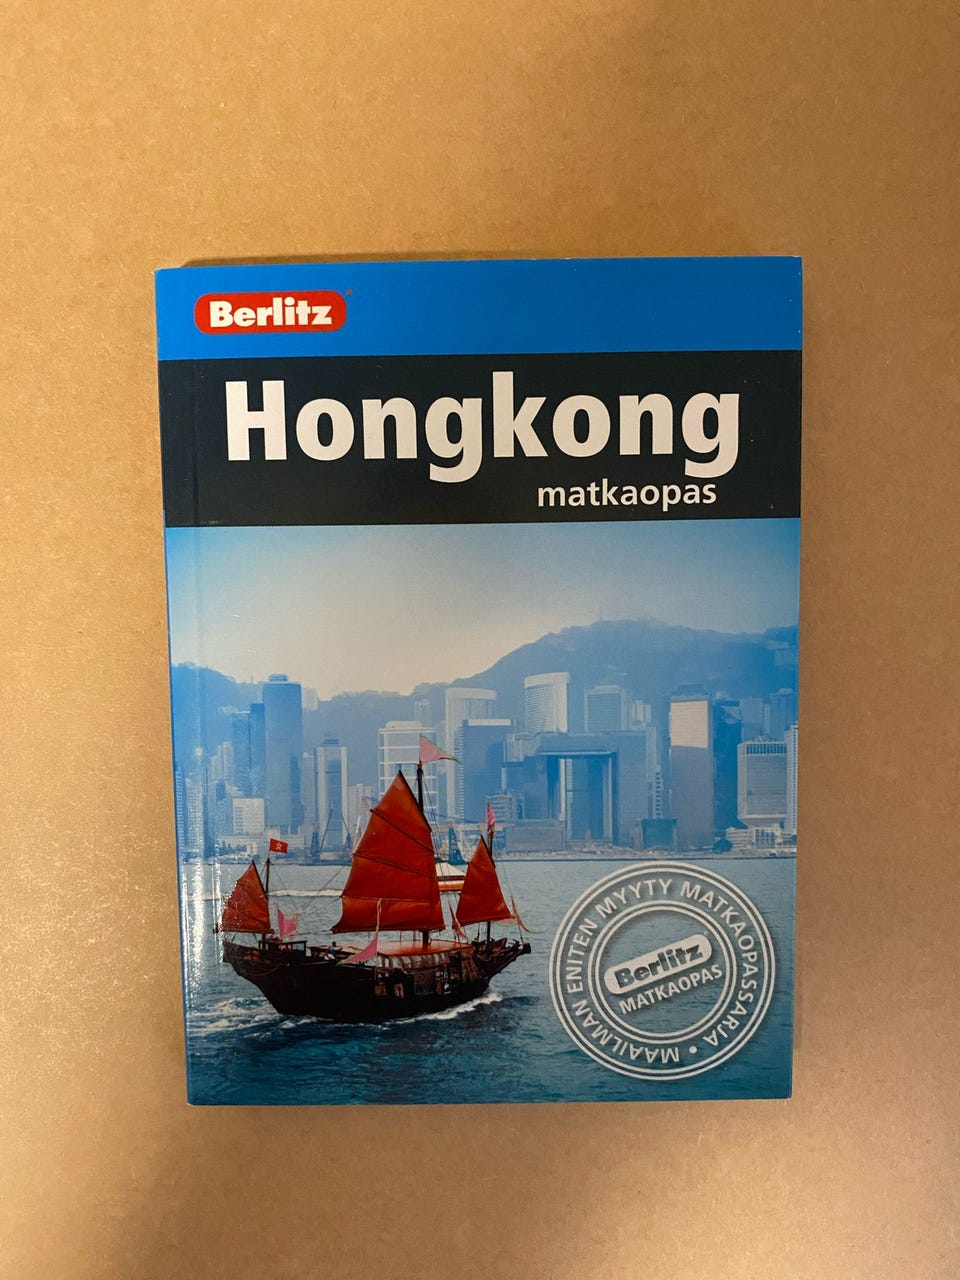 Berlitz
Hongkong
matkaopas
MAAILMAN ENITEN MYYTY MATKAOPASSARJA •
Berlitz
MATKAOPAS